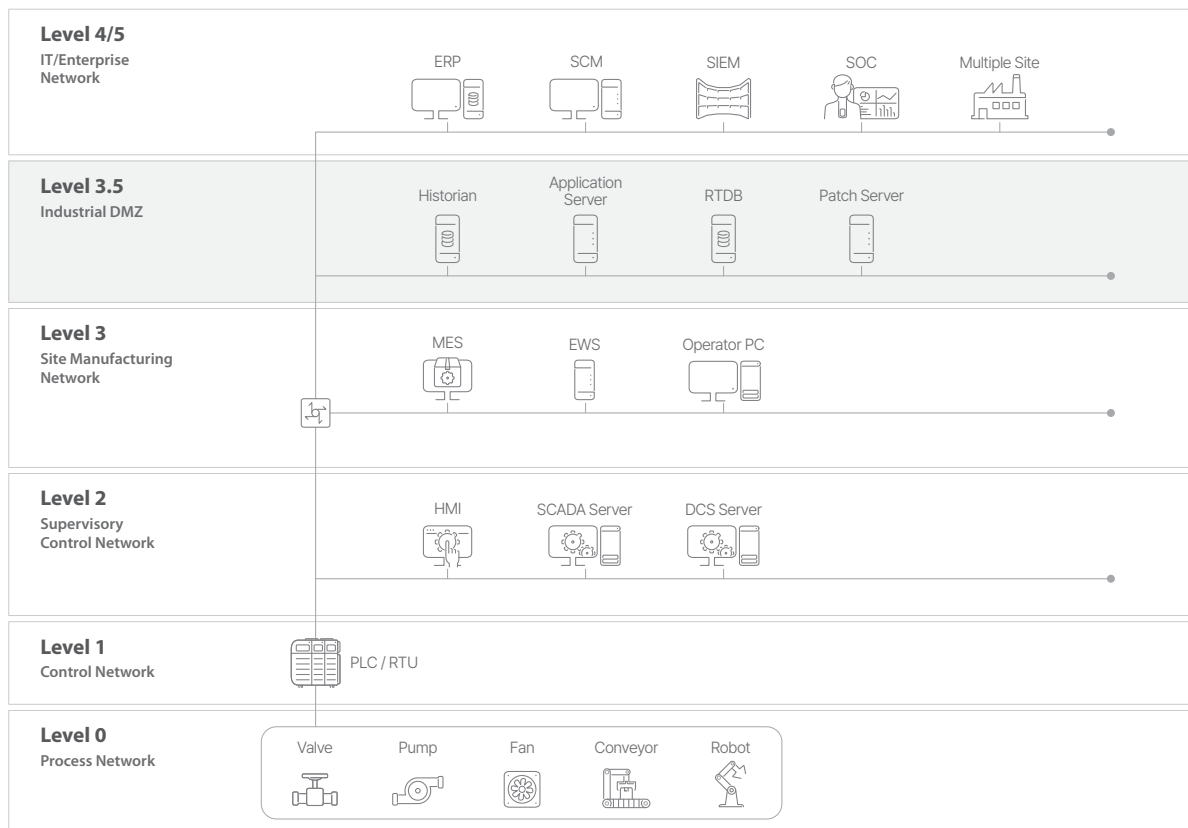 Level 4/5
IT/Enterprise
Network
ERP
SCM
SIEM
SOC
Multiple Site
Level 3.5
Industrial DMZ
Historian
Application
Server
RTDB
Patch Server
Level 3
Site Manufacturing
Network
MES
EWS
Operator PC
Level 2
Supervisory
Control Network
HMI
SCADA Server
DCS Server
Level 1
Control Network
PLC / RTU
Level 0
Process Network
Valve
Pump
Fan
Conveyor
Robot